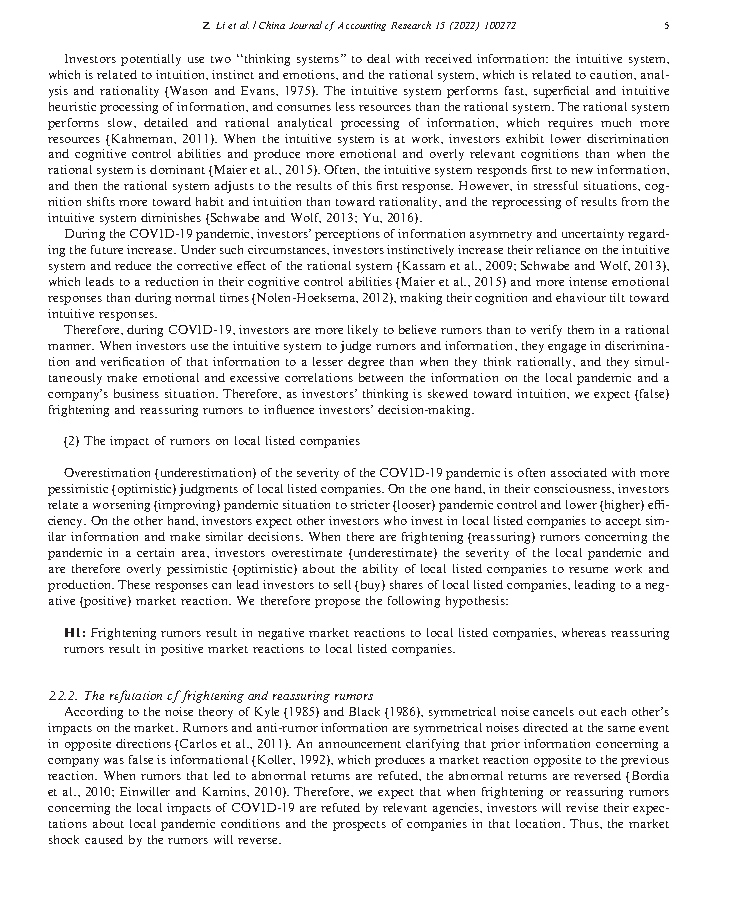 Z. Li et al. / China Journal of Accounting Research 15 (2022) 100272 5
Investors potentially use two “thinking systems” to deal with received information: the intuitive system,
which is related to intuition, instinct and emotions, and the rational system, which is related to caution, anal-
ysis and rationality (Wason and Evans, 1975). The intuitive system performs fast, superficial and intuitive
heuristic processing of information, and consumes less resources than the rational system. The rational system
performs slow, detailed and rational analytical processing of information, which requires much more
resources (Kahneman, 2011). When the intuitive system is at work, investors exhibit lower discrimination
and cognitive control abilities and produce more emotional and overly relevant cognitions than when the
rational system is dominant (Maier et al., 2015). Often, the intuitive system responds first to new information,
and then the rational system adjusts to the results of this first response. However, in stressful situations, cog-
nition shifts more toward habit and intuition than toward rationality, and the reprocessing of results from the
intuitive system diminishes (Schwabe and Wolf, 2013; Yu, 2016).
During the COVID-19 pandemic, investors’ perceptions of information asymmetry and uncertainty regard-
ing the future increase. Under such circumstances, investors instinctively increase their reliance on the intuitive
system and reduce the corrective effect of the rational system (Kassam et al., 2009; Schwabe and Wolf, 2013),
which leads to a reduction in their cognitive control abilities (Maier et al., 2015) and more intense emotional
responses than during normal times (Nolen-Hoeksema, 2012), making their cognition and ehaviour tilt toward
intuitive responses.
Therefore, during COVID-19, investors are more likely to believe rumors than to verify them in a rational
manner. When investors use the intuitive system to judge rumors and information, they engage in discrimina-
tion and verification of that information to a lesser degree than when they think rationally, and they simul-
taneously make emotional and excessive correlations between the information on the local pandemic and a
company’s business situation. Therefore, as investors’ thinking is skewed toward intuition, we expect (false)
frightening and reassuring rumors to influence investors’ decision-making.
(2) The impact of rumors on local listed companies
Overestimation (underestimation) of the severity of the COVID-19 pandemic is often associated with more
pessimistic (optimistic) judgments of local listed companies. On the one hand, in their consciousness, investors
relate a worsening (improving) pandemic situation to stricter (looser) pandemic control and lower (higher) effi-
ciency. On the other hand, investors expect other investors who invest in local listed companies to accept sim-
ilar information and make similar decisions. When there are frightening (reassuring) rumors concerning the
pandemic in a certain area, investors overestimate (underestimate) the severity of the local pandemic and
are therefore overly pessimistic (optimistic) about the ability of local listed companies to resume work and
production. These responses can lead investors to sell (buy) shares of local listed companies, leading to a neg-
ative (positive) market reaction. We therefore propose the following hypothesis:
H1: Frightening rumors result in negative market reactions to local listed companies, whereas reassuring
rumors result in positive market reactions to local listed companies.
2.2.2. The refutation of frightening and reassuring rumors
According to the noise theory of Kyle (1985) and Black (1986), symmetrical noise cancels out each other’s
impacts on the market. Rumors and anti-rumor information are symmetrical noises directed at the same event
in opposite directions (Carlos et al., 2011). An announcement clarifying that prior information concerning a
company was false is informational (Koller, 1992), which produces a market reaction opposite to the previous
reaction. When rumors that led to abnormal returns are refuted, the abnormal returns are reversed (Bordia
et al., 2010; Einwiller and Kamins, 2010). Therefore, we expect that when frightening or reassuring rumors
concerning the local impacts of COVID-19 are refuted by relevant agencies, investors will revise their expec-
tations about local pandemic conditions and the prospects of companies in that location. Thus, the market
shock caused by the rumors will reverse.